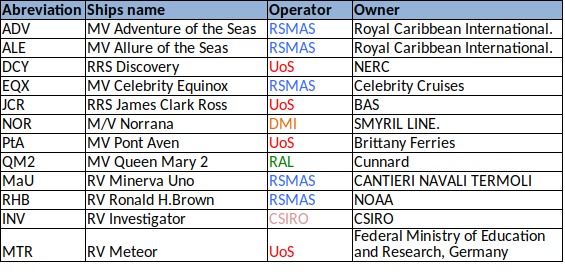 Abreviation Ships name Operator Owner
ADV MV Adventure of the Seas RSMAS Royal Caribbean International.
ALE MV Allure of the Seas RSMAS Royal Caribbean International.
DCY RRS Discovery UoS NERC
EQX MV Celebrity Equinox RSMAS Celebrity Cruises
JCR RRS James Clark Ross UoS BAS
NOR M/V Norrana DMI SMYRIL LINE.
PtA MV Pont Aven UoS Brittany Ferries
QM2 MV Queen Mary 2 RAL Cunnard
MaU RV Minerva Uno RSMAS CANTIERI NAVALI TERMOLI
RHB RV Ronald H.Brown RSMAS NOAA
INV RV Investigator CSIRO CSIRO
MTR RV Meteor UoS Federal Ministry of Education
and Research, Germany